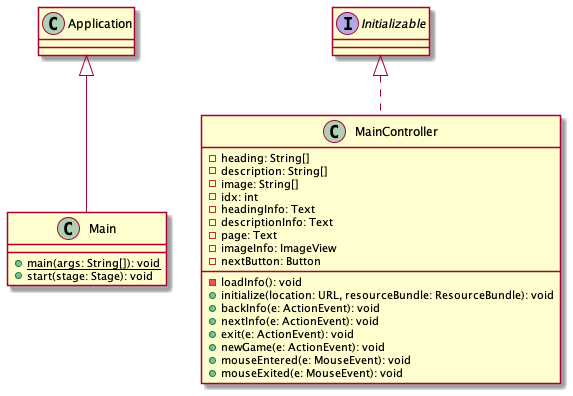 C Application
I Initializable
C Main
main(args: String[]): void
start(stage: Stage): void
C MainController
heading: String[]
description: String[]
image: String[]
idx: int
headingInfo: Text
descriptionInfo: Text
page: Text
imageInfo: ImageView
nextButton: Button
loadInfo(): void
initialize(location: URL, resourceBundle: ResourceBundle): void
backInfo(e: ActionEvent): void
nextInfo(e: ActionEvent): void
exit(e: ActionEvent): void
newGame(e: ActionEvent): void
mouseEntered(e: MouseEvent): void
mouseExited(e: MouseEvent): void